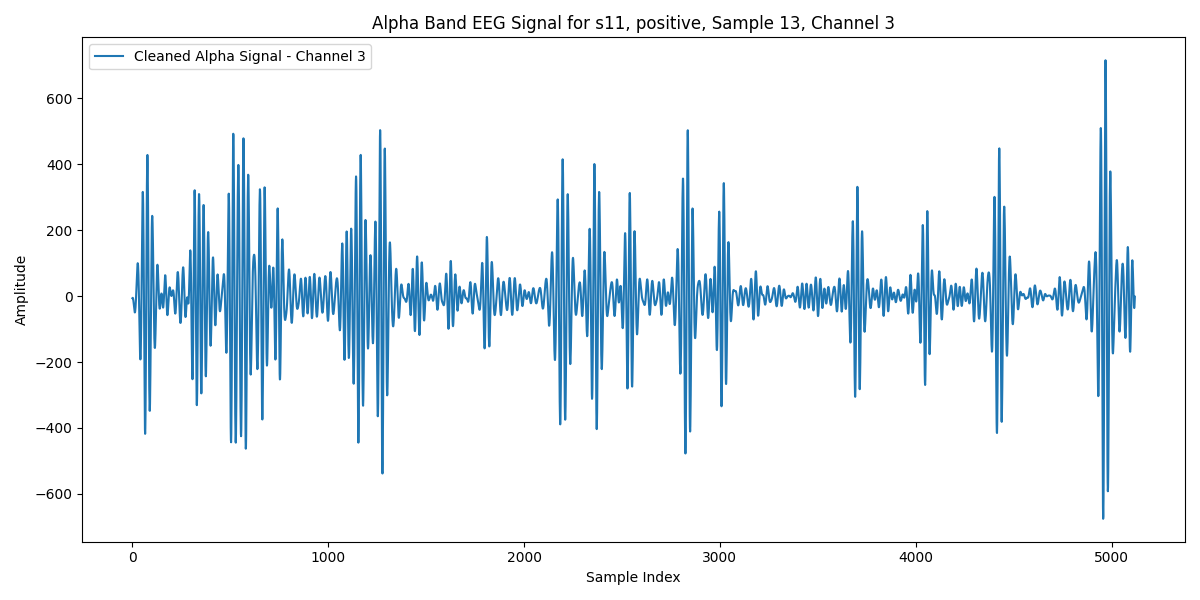 Alpha Band EEG Signal for s11, positive, Sample 13, Channel 3
Cleaned Alpha Signal - Channel 3
Amplitude
600
400
200
0
−200
−400
−600
0 1000 2000 3000 4000 5000
Sample Index